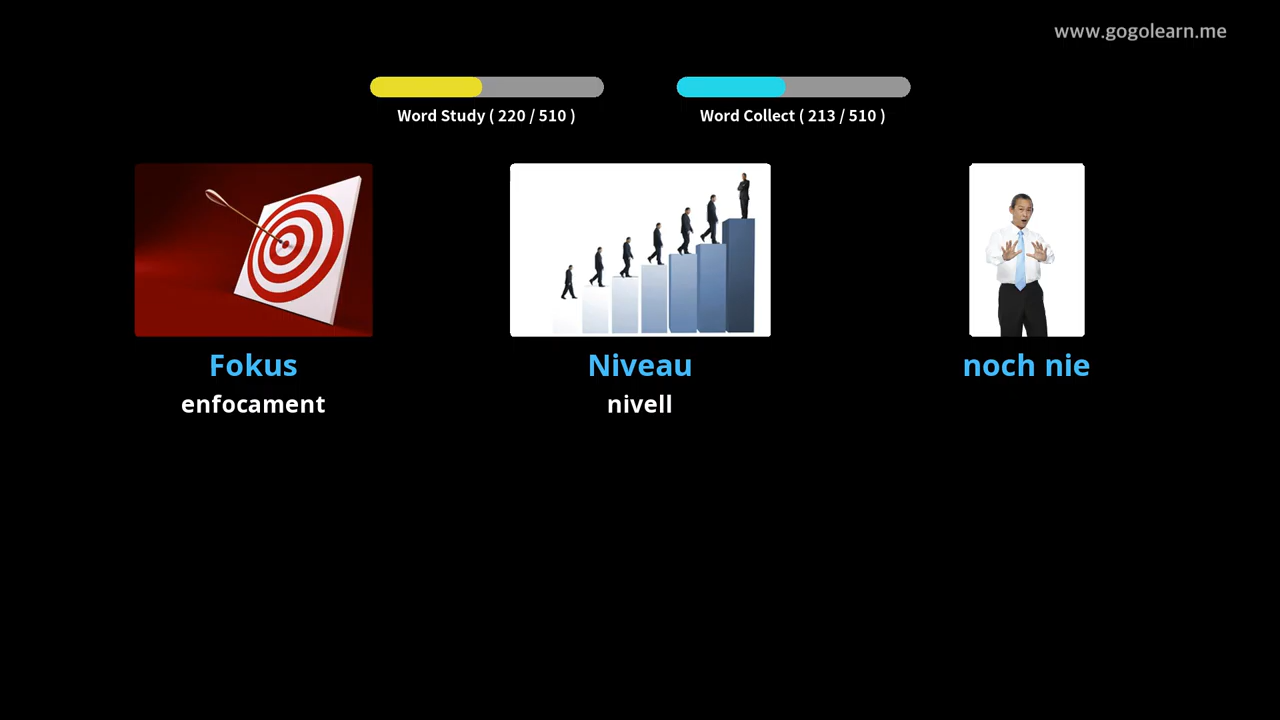 www.gogolearn.me
Word Study ( 220 / 510 )
Word Collect ( 213 / 510 )
Fokus
enfocament
Niveau
nivell
noch nie